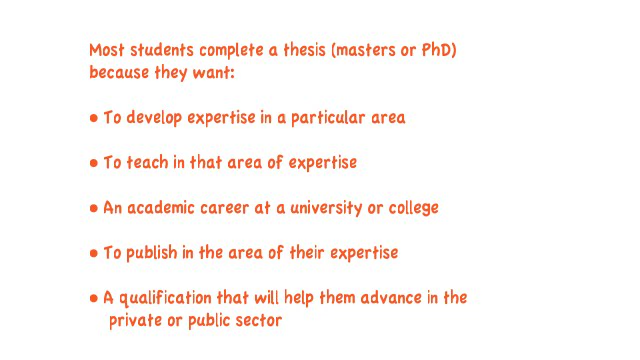 Most students complete a thesis (masters or PhD)
because they want:
• To develop expertise in a particular area
• To teach in that area of expertise
• An academic career at a university or college
• To publish in the area of their expertise
• A qualification that will help them advance in the
private or public sector